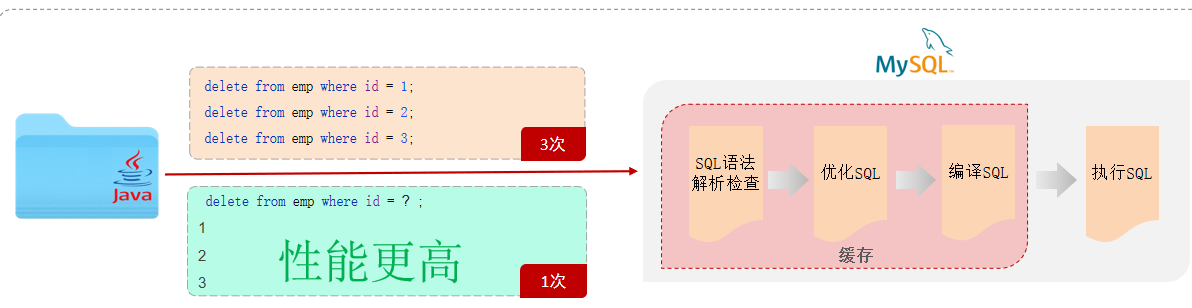 MySQL
delete from emp where id = 1;
delete from emp where id = 2;
delete from emp where id = 3;
3次
Java
delete from emp where id = ? ;
1
2
3
性能更高
1次
SQL语法
解析检查
优化SQL
编译SQL
执行SQL
缓存